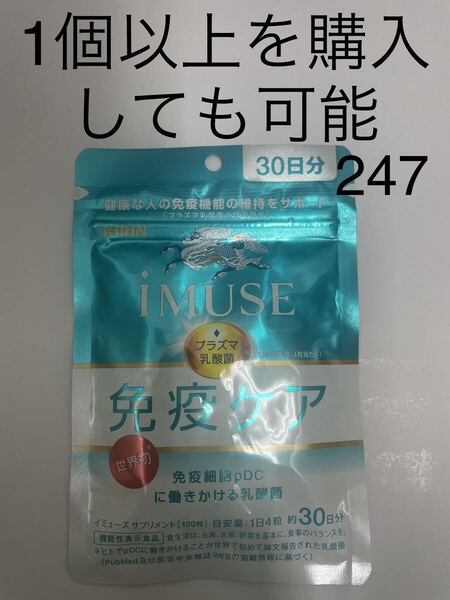 1個以上を購入
しても可能
30日分
247
健康な人の免疫機能の維持をサポート
KIRIN
iMUSE
プラズマ
乳酸菌
免疫ケア
世界初
免疫細胞pDC
に働きかける乳酸菌
イミューズ サプリメント[120粒] 目安量:1日4粒 約30日分
機能性表示食品 食生活は、主食、主菜、副菜を基本に、食事のバランスを。
※ヒトでpDCに働きかけることが世界で初めて論文報告された乳酸菌
(PubMed及び医学中央雑誌WEBの掲載情報に基づく)